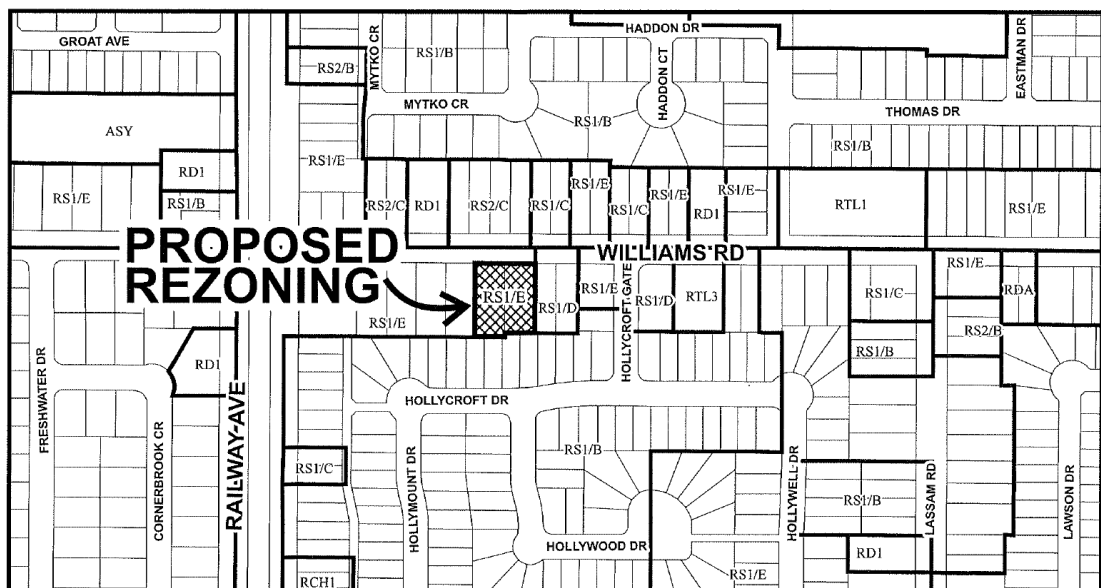 GROAT AVE
MYTKO CR
HADDON DR
EASTMAN DR
RS1/B
RS2/B
MYTKO CR
HADDON CT
THOMAS DR
ASY
RS1/B
RS1/B
RD1
RS1/E
RS1/E
RS1/B
RS2/C
RD1
RS2/C
RS1/C
RS1/E
RS1/C
RS1/E
RD1
RS1/E
RTL1
RS1/E
PROPOSED
REZONING
WILLIAMS RD
RS1/E
RS1/E
RS1/D
RS1/E
HOLLYCROFT GATE
RS1/D
RTL3
RS1/C
RS1/E
RDA
RS2/B
RS1/B
FRESHWATER DR
RD1
CORNERBROOK CR
RAILWAY AVE
HOLLYCROFT DR
RS1/C
HOLLYMOUNT DR
RS1/B
HOLLYWELL DR
RS1/B
LASSAM RD
LAWSON DR
HOLLYWOOD DR
RD1
RCH1
RS1/E